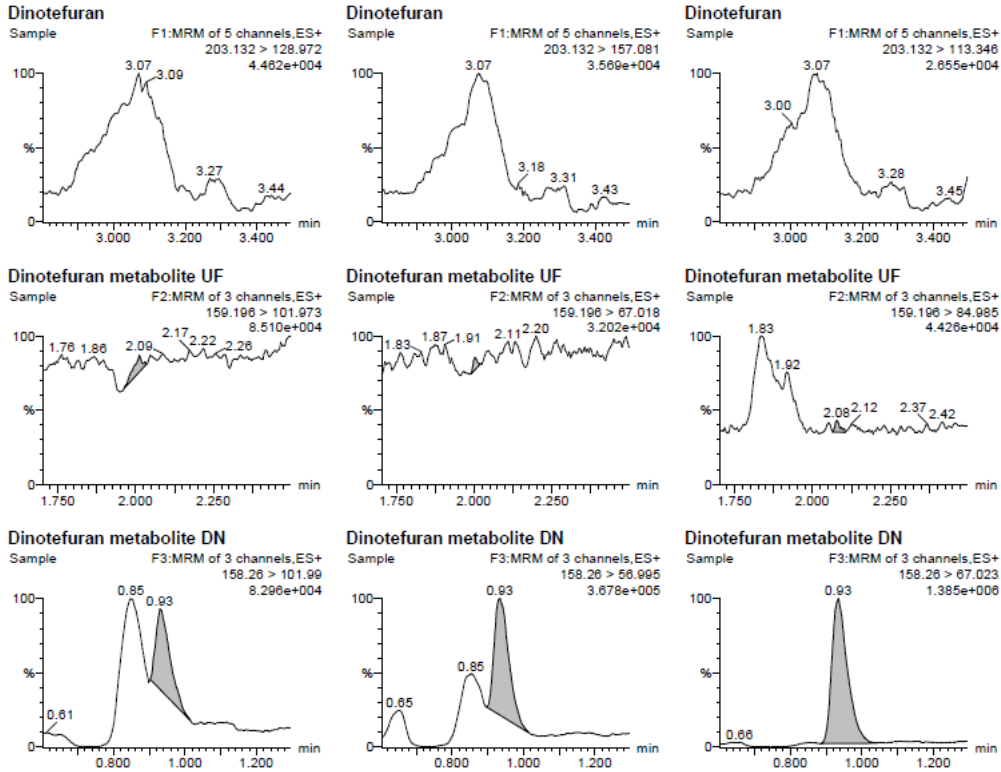 Dinotefuran
Sample F1:MRM of 5 channels,ES+
203.132 > 128.972
4.462e+004
100
3.07
3.09
%
3.27
3.44
0
min
3.000 3.200 3.400
Dinotefuran
Sample F1:MRM of 5 channels,ES+
203.132 > 157.081
3.569e+004
100
3.07
%
3.18
3.31
3.43
0
min
3.000 3.200 3.400
Dinotefuran
Sample F1:MRM of 5 channels,ES+
203.132 > 113.346
2.655e+004
100
3.07
3.00
%
3.28
3.45
0
min
3.000 3.200 3.400
Dinotefuran metabolite UF
Sample F2:MRM of 3 channels,ES+
159.196 > 101.973
8.510e+004
100
1.76 1.86 2.09 2.17 2.22 2.26
%
0
min
1.750 2.000 2.250
Dinotefuran metabolite UF
Sample F2:MRM of 3 channels,ES+
159.196 > 67.018
3.202e+004
100
1.83 1.87 1.91 2.11 2.20
%
0
min
1.750 2.000 2.250
Dinotefuran metabolite UF
Sample F2:MRM of 3 channels,ES+
159.196 > 84.985
4.426e+004
100
1.83
1.92
%
2.08 2.12 2.37 2.42
0
min
1.750 2.000 2.250
Dinotefuran metabolite DN
Sample F3:MRM of 3 channels,ES+
158.26 > 101.99
8.296e+004
100
0.85 0.93
%
0.61
0
min
0.800 1.000 1.200
Dinotefuran metabolite DN
Sample F3:MRM of 3 channels,ES+
158.26 > 56.995
3.678e+005
100
0.93
%
0.85
0.65
0
min
0.800 1.000 1.200
Dinotefuran metabolite DN
Sample F3:MRM of 3 channels,ES+
158.26 > 67.023
1.385e+006
100
0.93
%
0.66
0
min
0.800 1.000 1.200